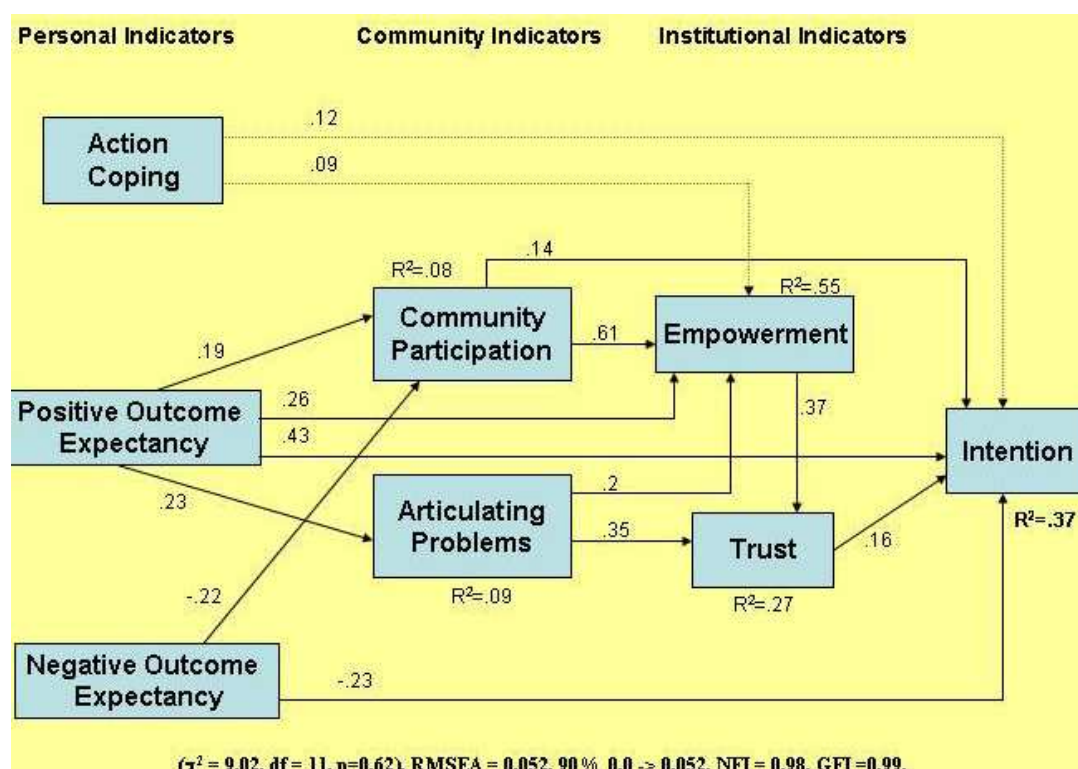 Personal Indicators
Community Indicators
Institutional Indicators
.12
Action
Coping
.09
.14
R²=.08
R²=.55
Community
Participation
.61
Empowerment
.19
Positive Outcome
Expectancy
.26
.43
.37
Intention
R²=.37
.23
Articulating
Problems
.2
.35
Trust
.16
R²=.09
R²=.27
-.22
Negative Outcome
Expectancy
-.23
(χ² = 9.02, df = 11, p=0.62), RMSEA = 0.052, 90 % 0.0 -> 0.052, NFI = 0.98, GFI =0.99.